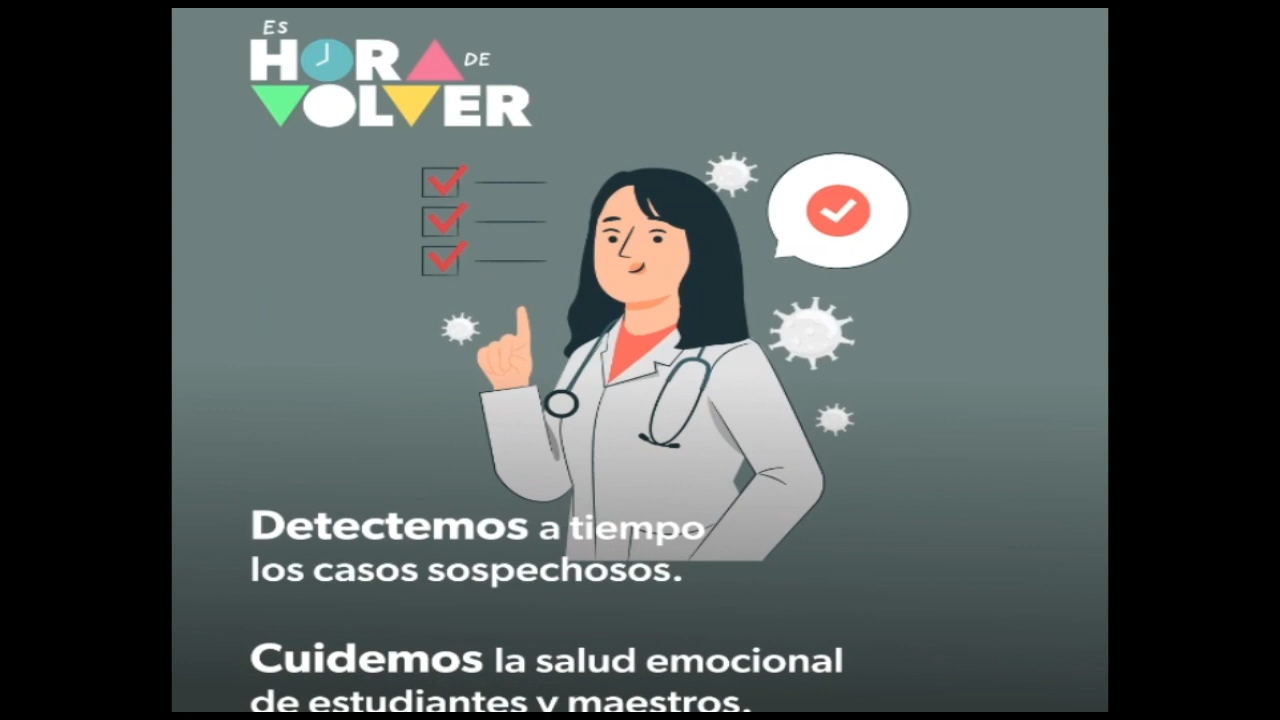 Es
HORA DE
VOLVER
Detectemos a tiempo
los casos sospechosos.
Cuidemos la salud emocional
de estudiantes y maestros.